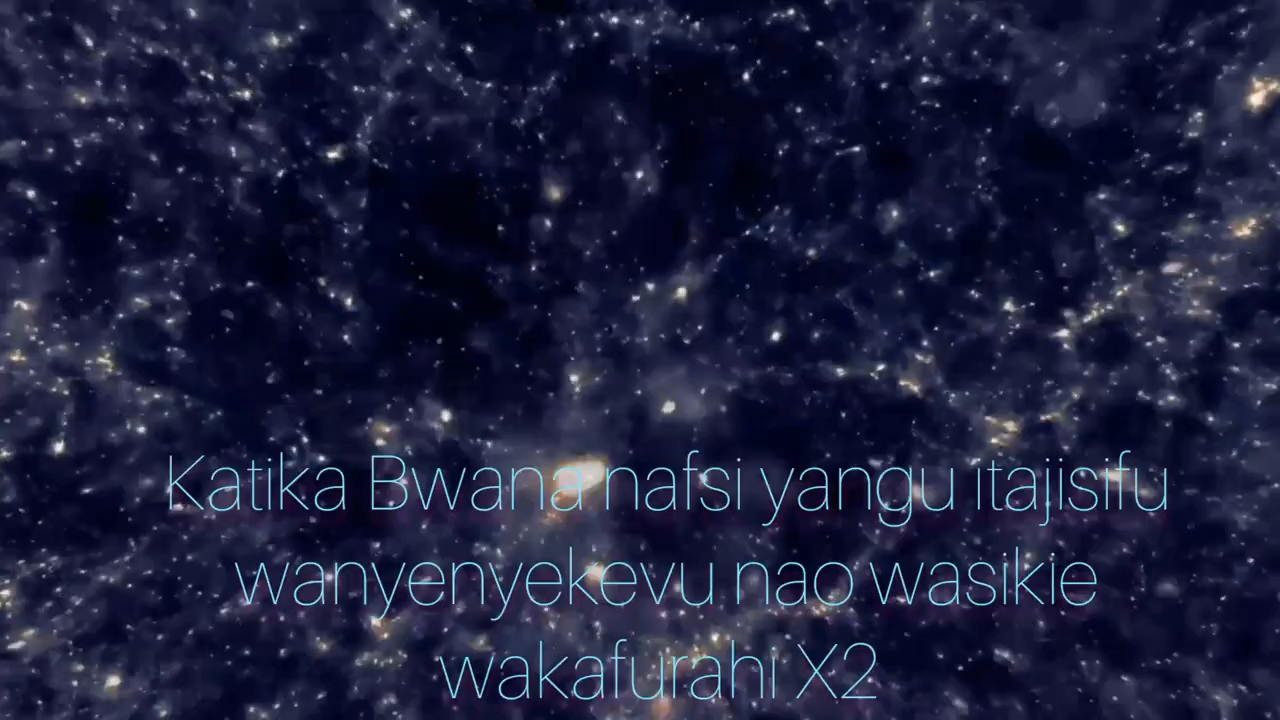 Katika Bwana nafsi yangu itajisifu
wanyenyekevu nao wasikie
wakafurahi X2